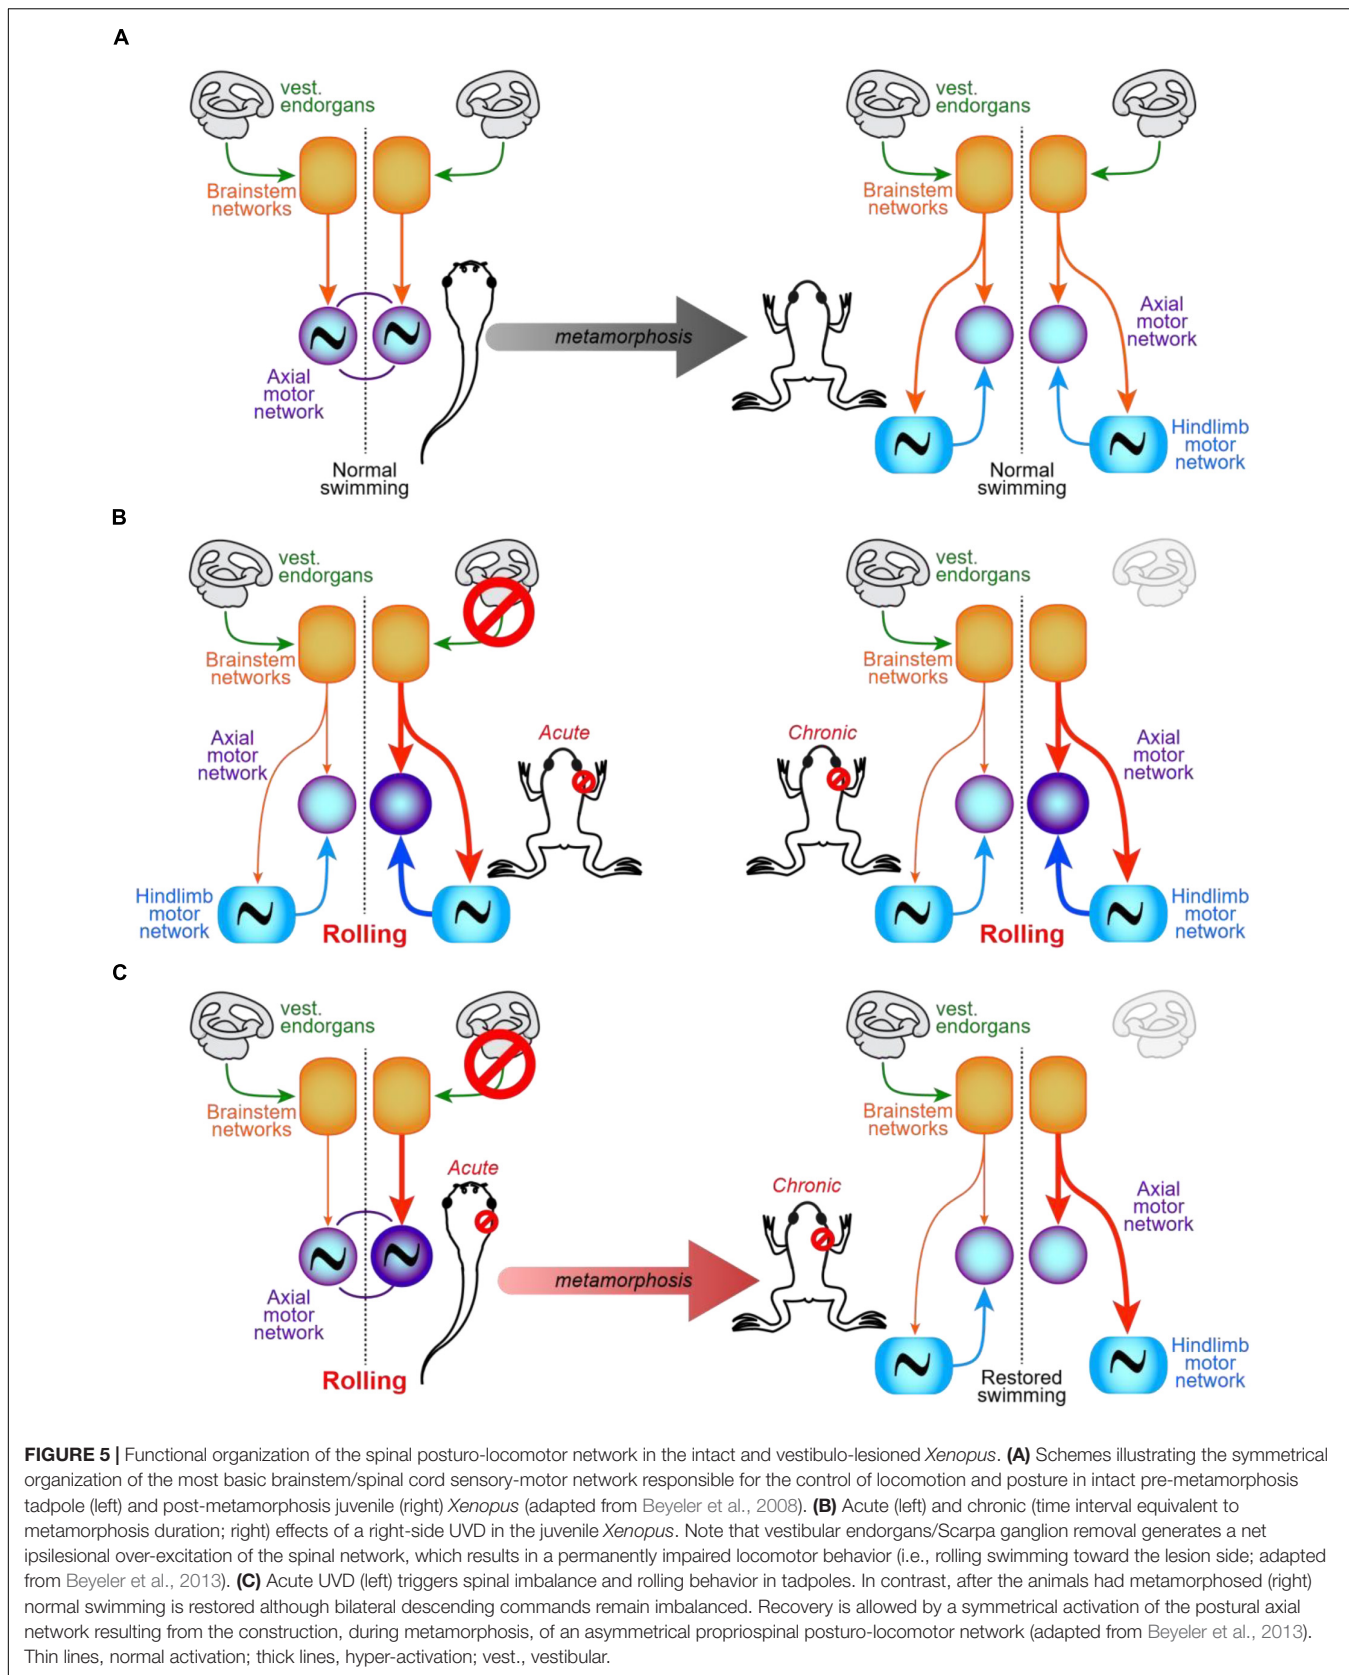 A
vest.
endorgans
vest.
endorgans
Brainstem
networks
Brainstem
networks
Axial
motor
network
metamorphosis
Axial
motor
network
Normal
swimming
Hindlimb
motor
network
Normal
swimming
B
vest.
endorgans
vest.
endorgans
Brainstem
networks
Brainstem
networks
Axial
motor
network
Acute
Chronic
Axial
motor
network
Hindlimb
motor
network
Rolling
Rolling
Hindlimb
motor
network
C
vest.
endorgans
vest.
endorgans
Brainstem
networks
Brainstem
networks
Acute
Chronic
Axial
motor
network
metamorphosis
Axial
motor
network
Rolling
Restored
swimming
Hindlimb
motor
network
FIGURE 5 | Functional organization of the spinal posturo-locomotor network in the intact and vestibulo-lesioned Xenopus. (A) Schemes illustrating the symmetrical
organization of the most basic brainstem/spinal cord sensory-motor network responsible for the control of locomotion and posture in intact pre-metamorphosis
tadpole (left) and post-metamorphosis juvenile (right) Xenopus (adapted from Beyeler et al., 2008). (B) Acute (left) and chronic (time interval equivalent to
metamorphosis duration; right) effects of a right-side UVD in the juvenile Xenopus. Note that vestibular endorgans/Scarpa ganglion removal generates a net
ipsilesional over-excitation of the spinal network, which results in a permanently impaired locomotor behavior (i.e., rolling swimming toward the lesion side; adapted
from Beyeler et al., 2013). (C) Acute UVD (left) triggers spinal imbalance and rolling behavior in tadpoles. In contrast, after the animals had metamorphosed (right)
normal swimming is restored although bilateral descending commands remain imbalanced. Recovery is allowed by a symmetrical activation of the postural axial
network resulting from the construction, during metamorphosis, of an asymmetrical propriospinal posturo-locomotor network (adapted from Beyeler et al., 2013).
Thin lines, normal activation; thick lines, hyper-activation; vest., vestibular.